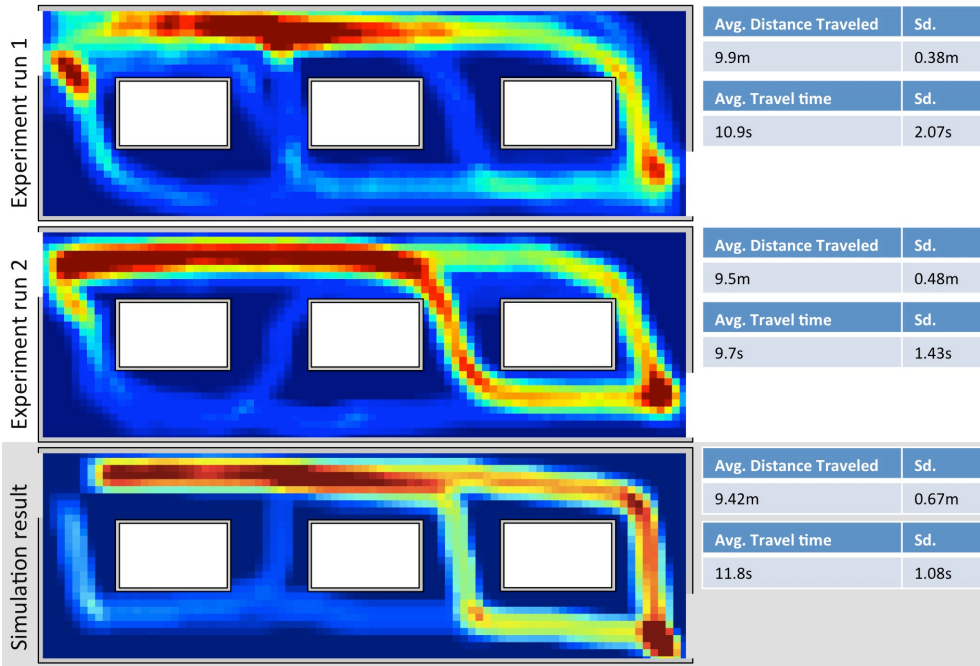 Experiment run 1
Avg. Distance Traveled Sd.
9.9m 0.38m
Avg. Travel time Sd.
10.9s 2.07s
Experiment run 2
Avg. Distance Traveled Sd.
9.5m 0.48m
Avg. Travel time Sd.
9.7s 1.43s
Simulation result
Avg. Distance Traveled Sd.
9.42m 0.67m
Avg. Travel time Sd.
11.8s 1.08s